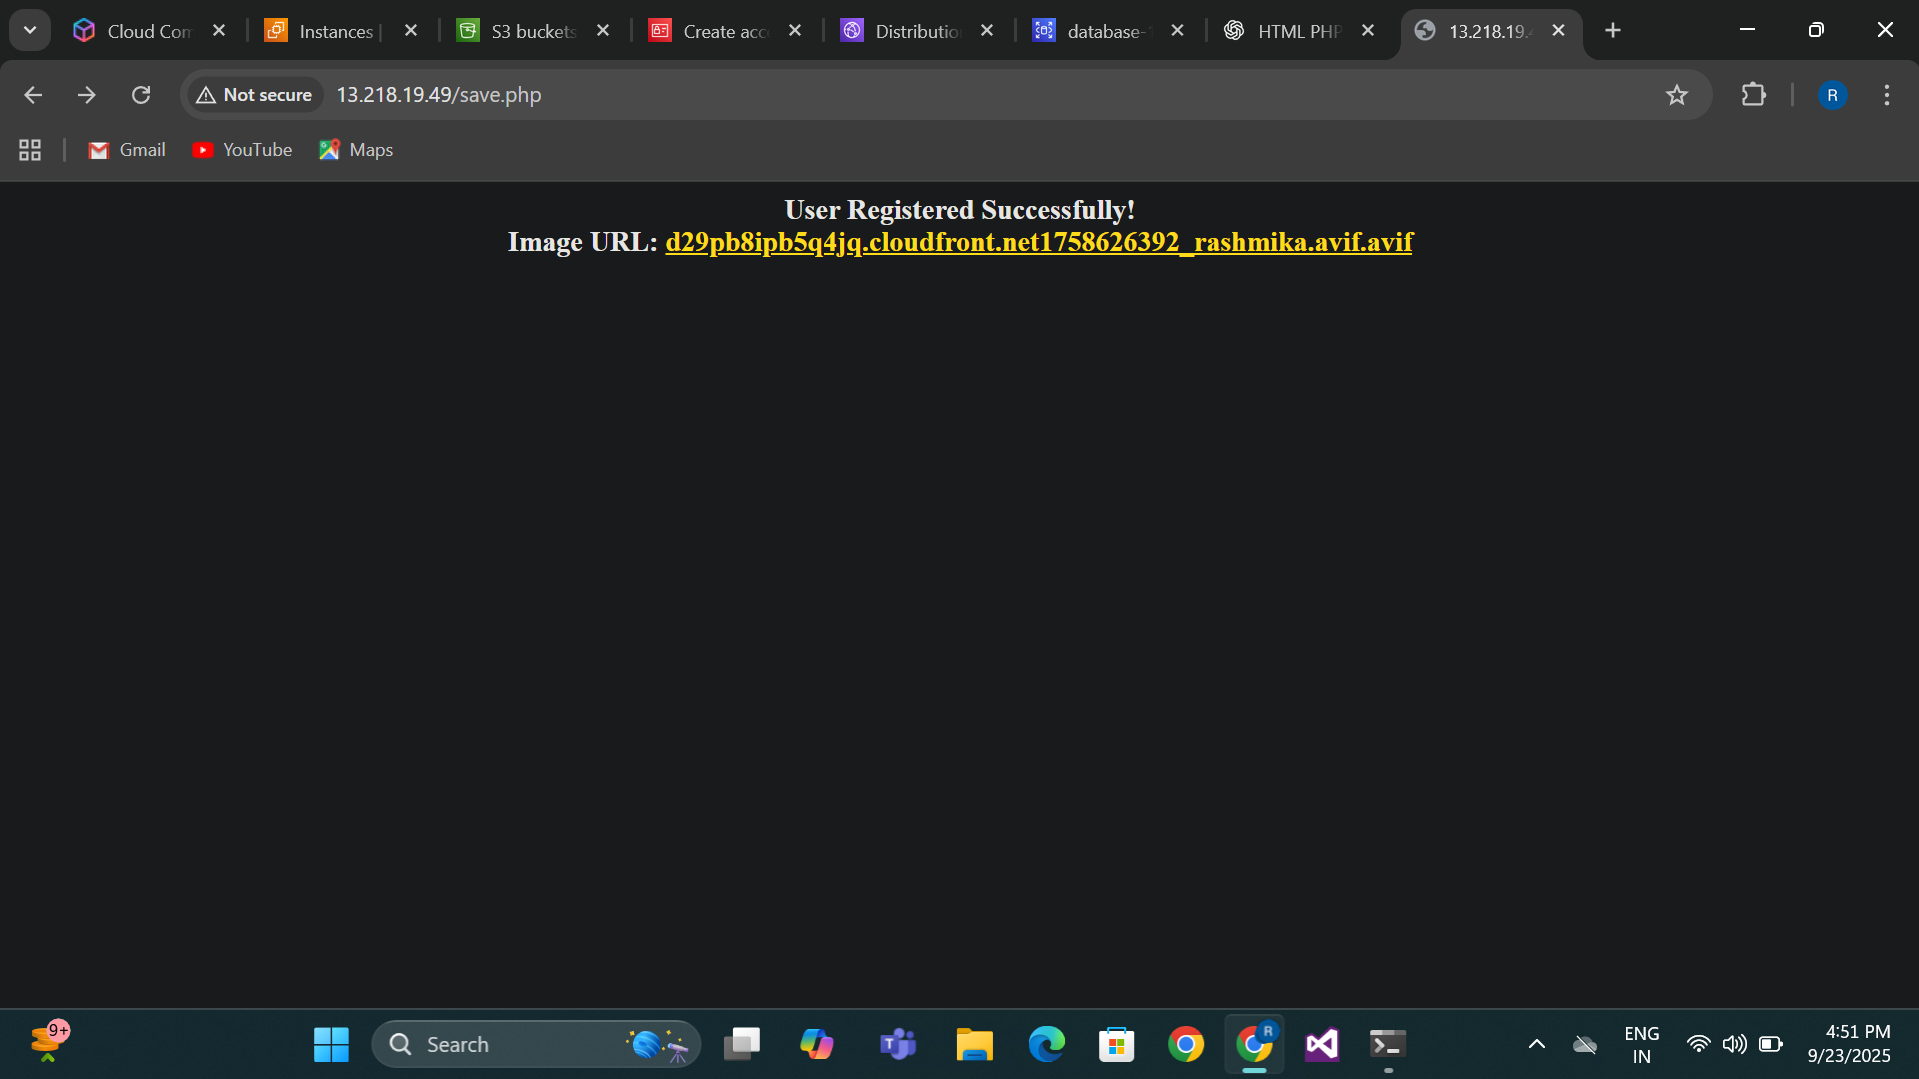 Cloud Com
Instances |
S3 buckets
Create acc
Distributio
database-1
HTML PHP
13.218.19.
Not secure
13.218.19.49/save.php
R
Gmail
YouTube
Maps
User Registered Successfully!
Image URL: d29pb8ipb5q4jq.cloudfront.net1758626392_rashmika.avif.avif
9+
Search
T
R
ENG
IN
4:51 PM
9/23/2025